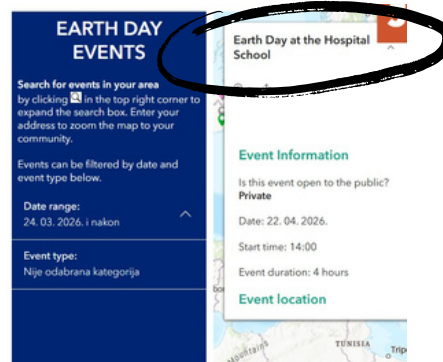 EARTH DAY
EVENTS
Search for events in your area
by clicking in the top right corner to
expand the search box. Enter your
address to zoom the map to your
community.
Events can be filtered by date and
event type below.
Date range:
24. 03. 2026. i nakon
Event type:
Nije odabrana kategorija
Earth Day at the Hospital
School
Event Information
Is this event open to the public?
Private
Date: 22. 04. 2026.
Start time: 14:00
Event duration: 4 hours
Event location
Mountains
TUNISIA
Trip